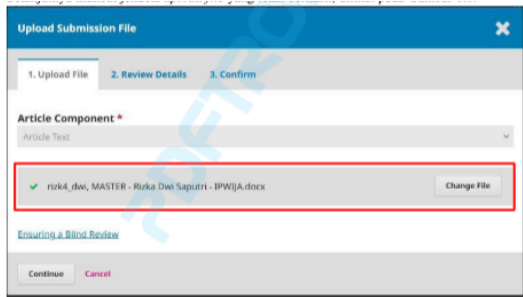 Upload Submission File
1. Upload File 2. Review Details 3. Confirm
Article Component *
Article Text
rizk4_dwi, MASTER - Rizka Dwi Saputri - IPWIJA.docx Change File
Ensuring a Blind Review
Continue Cancel
PDFTRO